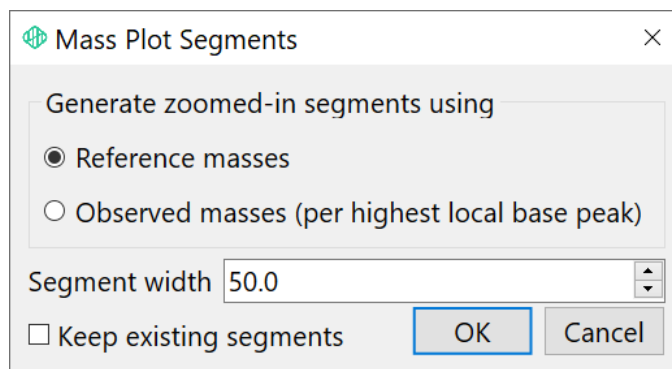 Mass Plot Segments
Generate zoomed-in segments using
Reference masses
Observed masses (per highest local base peak)
Segment width 50.0
Keep existing segments OK Cancel